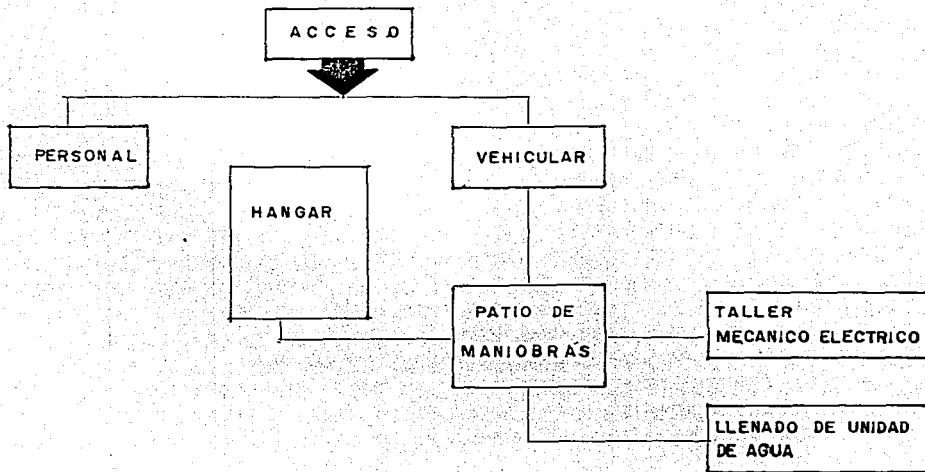 ACCESO
PERSONAL
VEHICULAR
HANGAR
PATIO DE
MANIOBRAS
TALLER
MECANICO ELECTRICO
LLENADO DE UNIDAD
DE AGUA